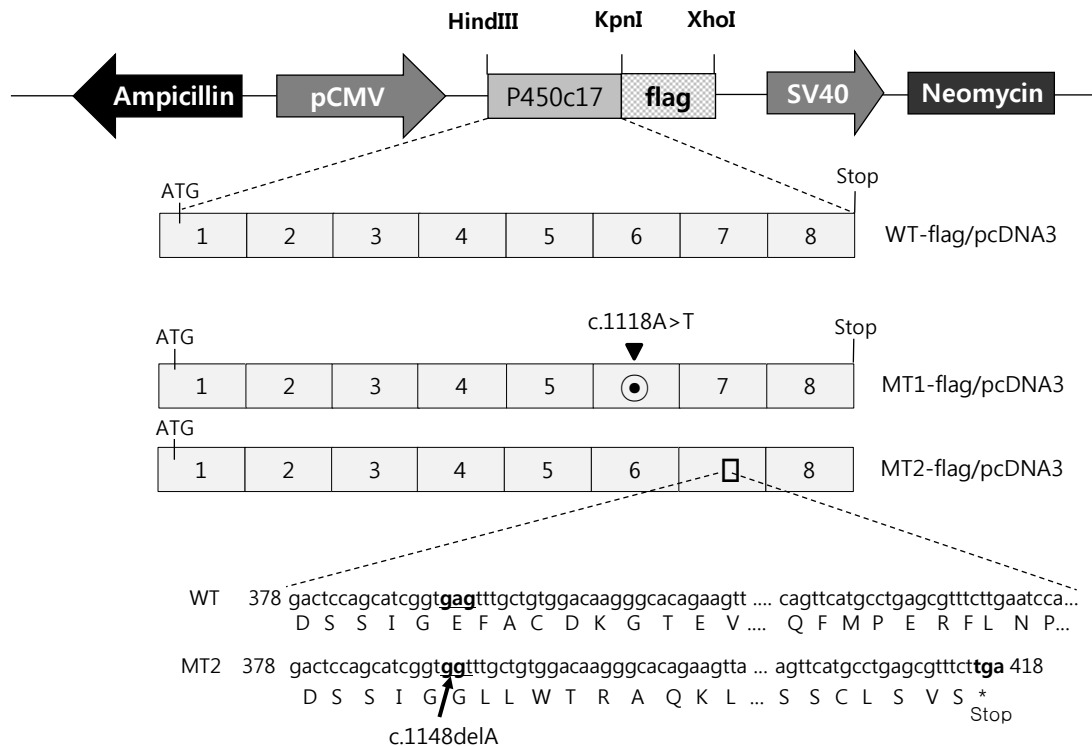 HindIII KpnI XhoI
Ampicillin pCMV P450c17 flag SV40 Neomycin
ATG Stop
1 2 3 4 5 6 7 8 WT-flag/pcDNA3
c.1118A>T
ATG Stop
1 2 3 4 5 6 7 8 MT1-flag/pcDNA3
ATG
1 2 3 4 5 6 8 MT2-flag/pcDNA3
WT 378 gactccagcatcggtgagtttgctgtggacaagggcacagaagtt .... cagttcatgcctgagcgtttcttgaatcca...
D S S I G E F A C D K G T E V .... Q F M P E R F L N P...
MT2 378 gactccagcatcggtggtttgctgtggacaagggcacagaagtta ... agttcatgcctgagcgtttcttga 418
D S S I G G L L W T R A Q K L ... S S C L S V S *
Stop
c.1148delA